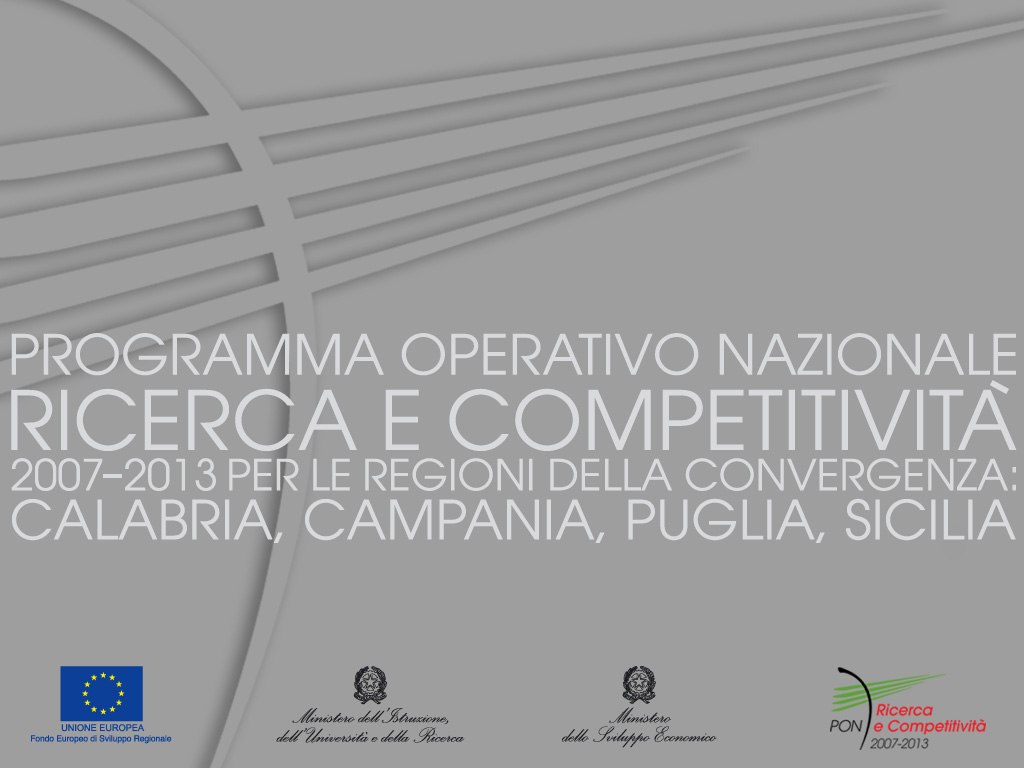 PROGRAMMA OPERATIVO NAZIONALE
RICERCA E COMPETITIVITÀ
2007-2013 PER LE REGIONI DELLA CONVERGENZA:
CALABRIA, CAMPANIA, PUGLIA, SICILIA
UNIONE EUROPEA
Fondo Europeo di Sviluppo Regionale
Ministero dell'Istruzione,
dell'Università e della Ricerca
Ministero
dello Sviluppo Economico
PON Ricerca
e Competitività
2007-2013